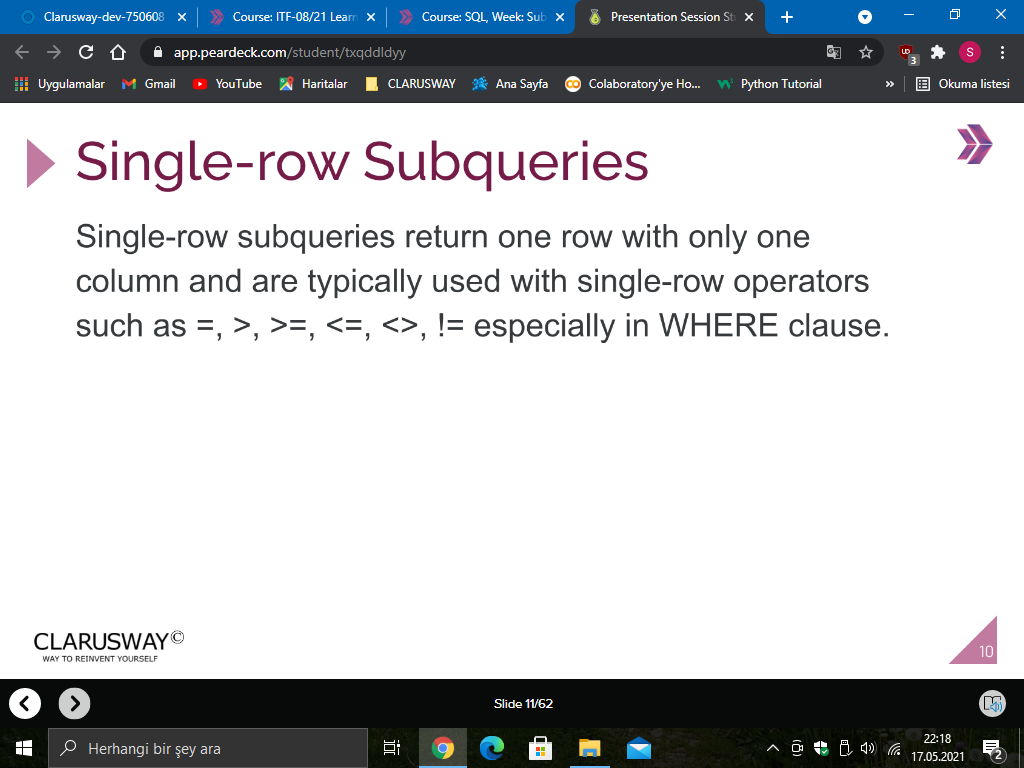 Clarusway-dev-750608
Course: ITF-08/21 Learn
Course: SQL, Week: Sub
Presentation Session St
app.peardeck.com/student/txqddldyy
3
S
Uygulamalar
Gmail
YouTube
Haritalar
CLARUSWAY
Ana Sayfa
Colaboratory'ye Ho...
Python Tutorial
»
Okuma listesi
Single-row Subqueries
Single-row subqueries return one row with only one
column and are typically used with single-row operators
such as =, >, >=, <=, <>, != especially in WHERE clause.
CLARUSWAY©
WAY TO REINVENT YOURSELF
10
Slide 11/62
Herhangi bir şey ara
22:18
17.05.2021
2